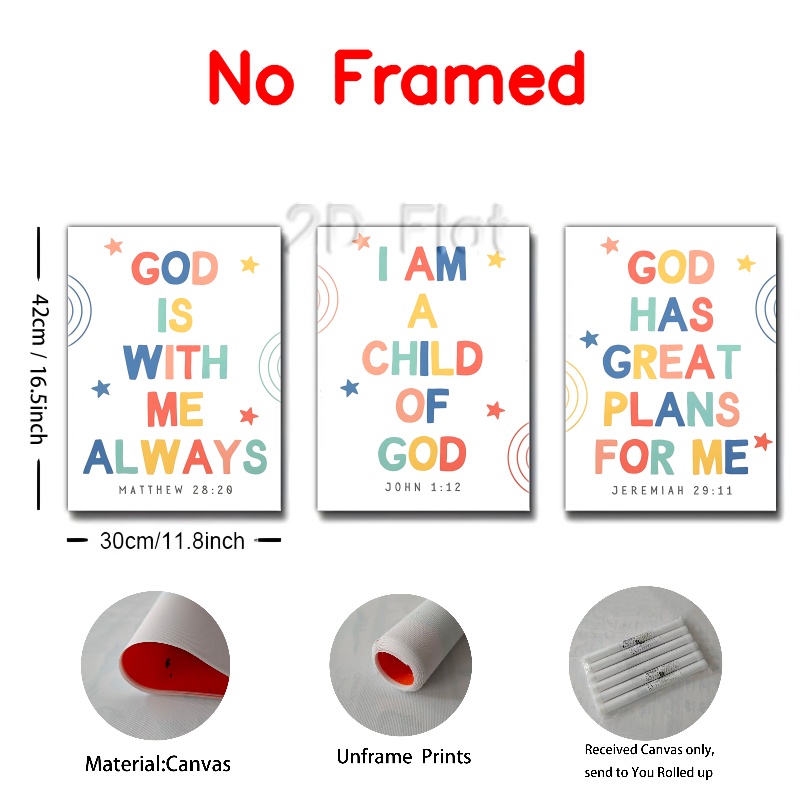 No Framed
2D Flat
42cm / 16.5inch
GOD
IS
WITH
ME
ALWAYS
MATTHEW 28:20
I AM
A
CHILD
OF
GOD
JOHN 1:12
GOD
HAS
GREAT
PLANS
FOR ME
JEREMIAH 29:11
30cm/11.8inch
Material:Canvas
Unframe Prints
Received Canvas only,
send to You Rolled up